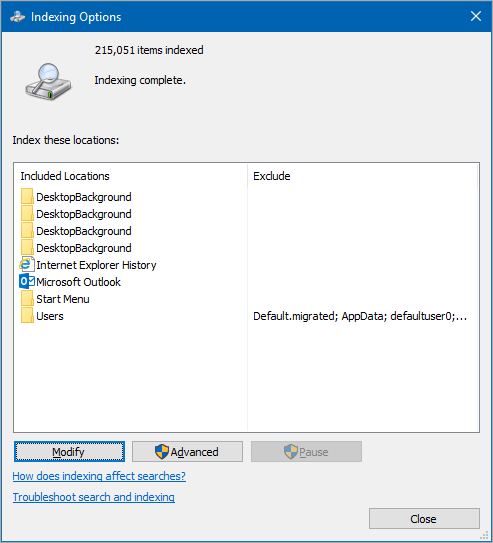 Indexing Options
215,051 items indexed
Indexing complete.
Index these locations:
Included Locations Exclude
DesktopBackground
DesktopBackground
DesktopBackground
DesktopBackground
Internet Explorer History
Microsoft Outlook
Start Menu
Users Default.migrated; AppData; defaultuser0;...
Modify Advanced Pause
How does indexing affect searches?
Troubleshoot search and indexing
Close